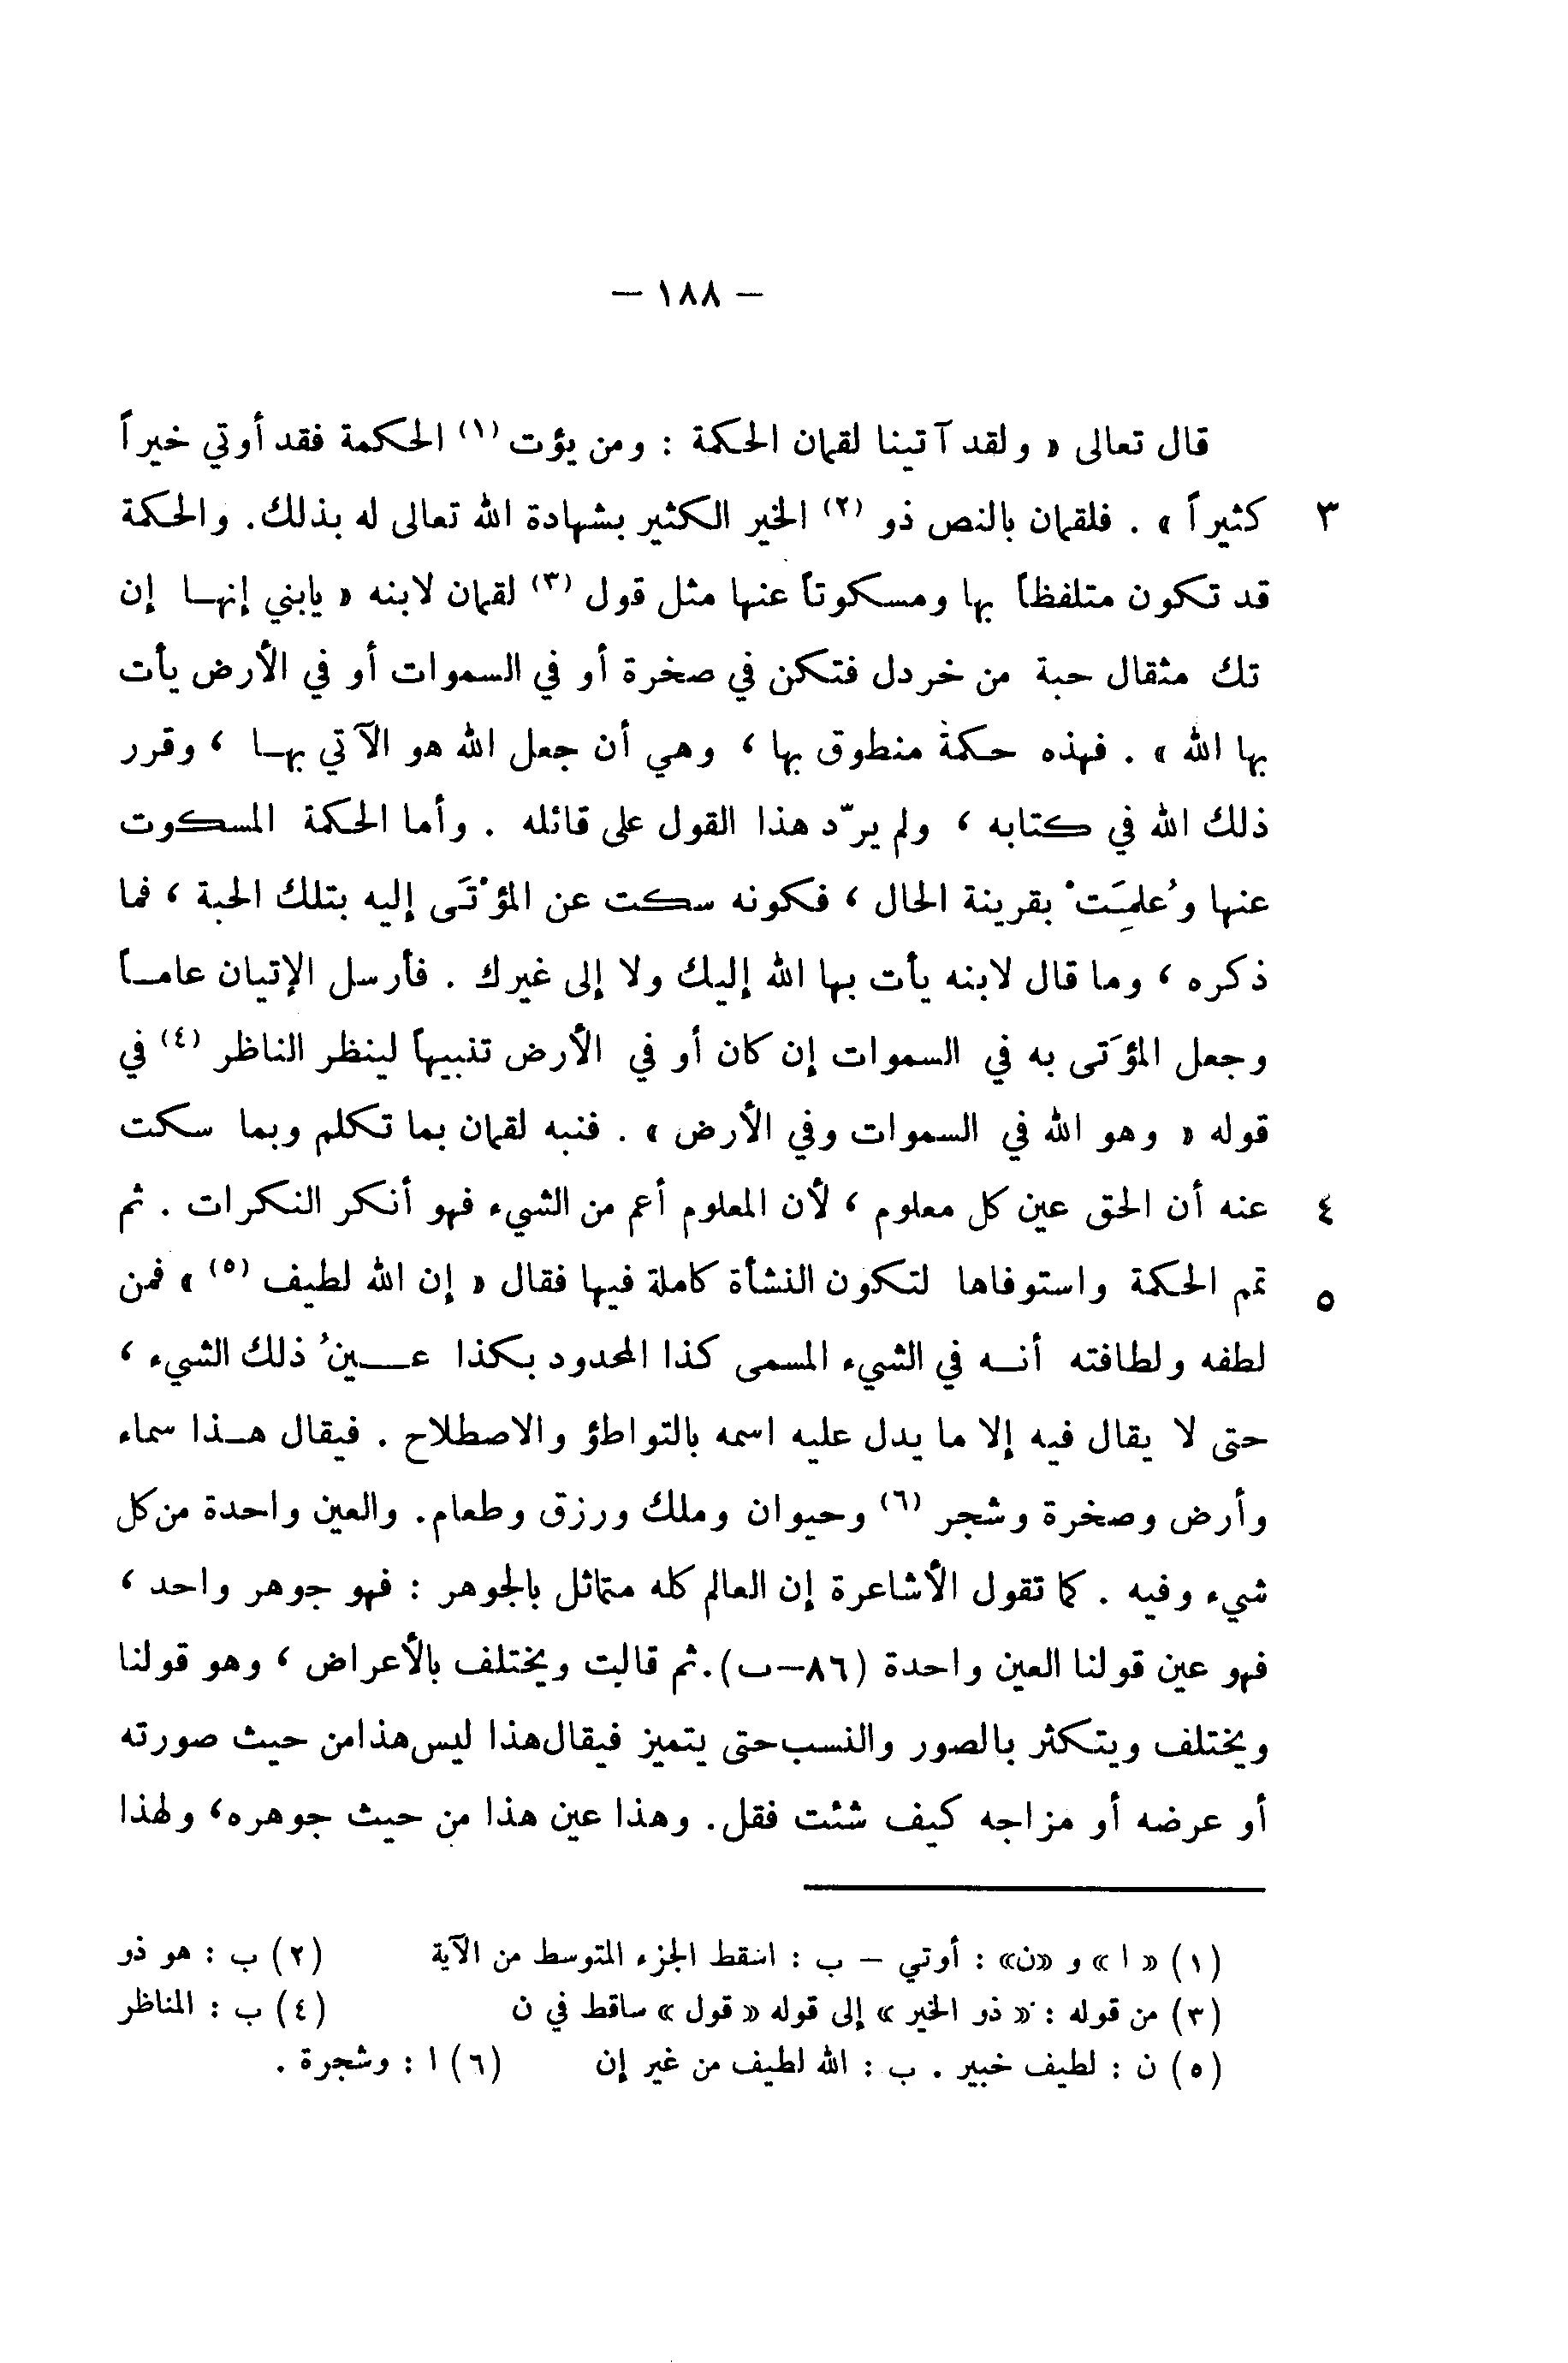 — ١٨٨ —
قال تعالى « ولقد آتينا لقمان الحكمة : ومن يؤت (١) الحكمة فقد أوتي خيراً
٣ كثيراً » . فلقمان بالنص ذو (٢) الخير الكثير بشهادة الله تعالى له بذلك. والحكمة
قد تكون متلفظاً بها ومسكوتاً عنها مثل قول (٣) لقمان لابنه « يابني إنهـا إن
تك مثقال حبة من خردل فتكن في صخرة أو في السموات أو في الأرض يأت
بها الله » . فهذه حكمة منطوق بها ، وهي أن جعل الله هو الآتي بهـا ، وقرر
ذلك الله في كتابه ، ولم يردّ هذا القول على قائله . وأما الحكمة المسكوت
عنها وعُلِمَتْ بقرينة الحال ، فكونه سكت عن المؤْتَى إليه بتلك الحبة ، فما
ذكره ، وما قال لابنه يأت بها الله إليك ولا إلى غيرك . فأرسل الإتيان عامـاً
وجعل المؤَتى به في السموات إن كان أو في الأرض تنبيهاً لينظر الناظر (٤) في
قوله « وهو الله في السموات وفي الأرض » . فنبه لقمان بما تكلم وبما سكت
٤ عنه أن الحق عين كل معلوم ، لأن المعلوم أعم من الشيء فهو أنكر النكرات . ثم
٥ تمم الحكمة واستوفاها لتكون النشأة كاملة فيها فقال « إن الله لطيف (٥) » فمن
لطفه ولطافته أنـه في الشيء المسمى كذا المحدود بكذا عـــينُ ذلك الشيء ،
حتى لا يقال فيه إلا ما يدل عليه اسمه بالتواطؤ والاصطلاح . فيقال هـذا سماء
وأرض وصخرة وشجر (٦) وحيوان وملك ورزق وطعام. والعين واحدة من كل
شيء وفيه . كما تقول الأشاعرة إن العالم كله متماثل بالجوهر : فهو جوهر واحد ،
فهو عين قولنا العين واحدة (٨٦–ب).ثم قالت ويختلف بالأعراض ، وهو قولنا
ويختلف ويتكثر بالصور والنسب حتى يتميز فيقال هذا ليس هذا من حيث صورته
أو عرضه أو مزاجه كيف شئت فقل. وهذا عين هذا من حيث جوهره، ولهذا
(١) « ا » و «ن» : أوتي – ب : اسقط الجزء المتوسط من الآية (٢) ب : هو ذو
(٣) من قوله : « ذو الخير » إلى قوله « قول » ساقط في ن (٤) ب : المناظر
(٥) ن : لطيف خبير . ب : الله لطيف من غير إن (٦) ا : وشجرة .